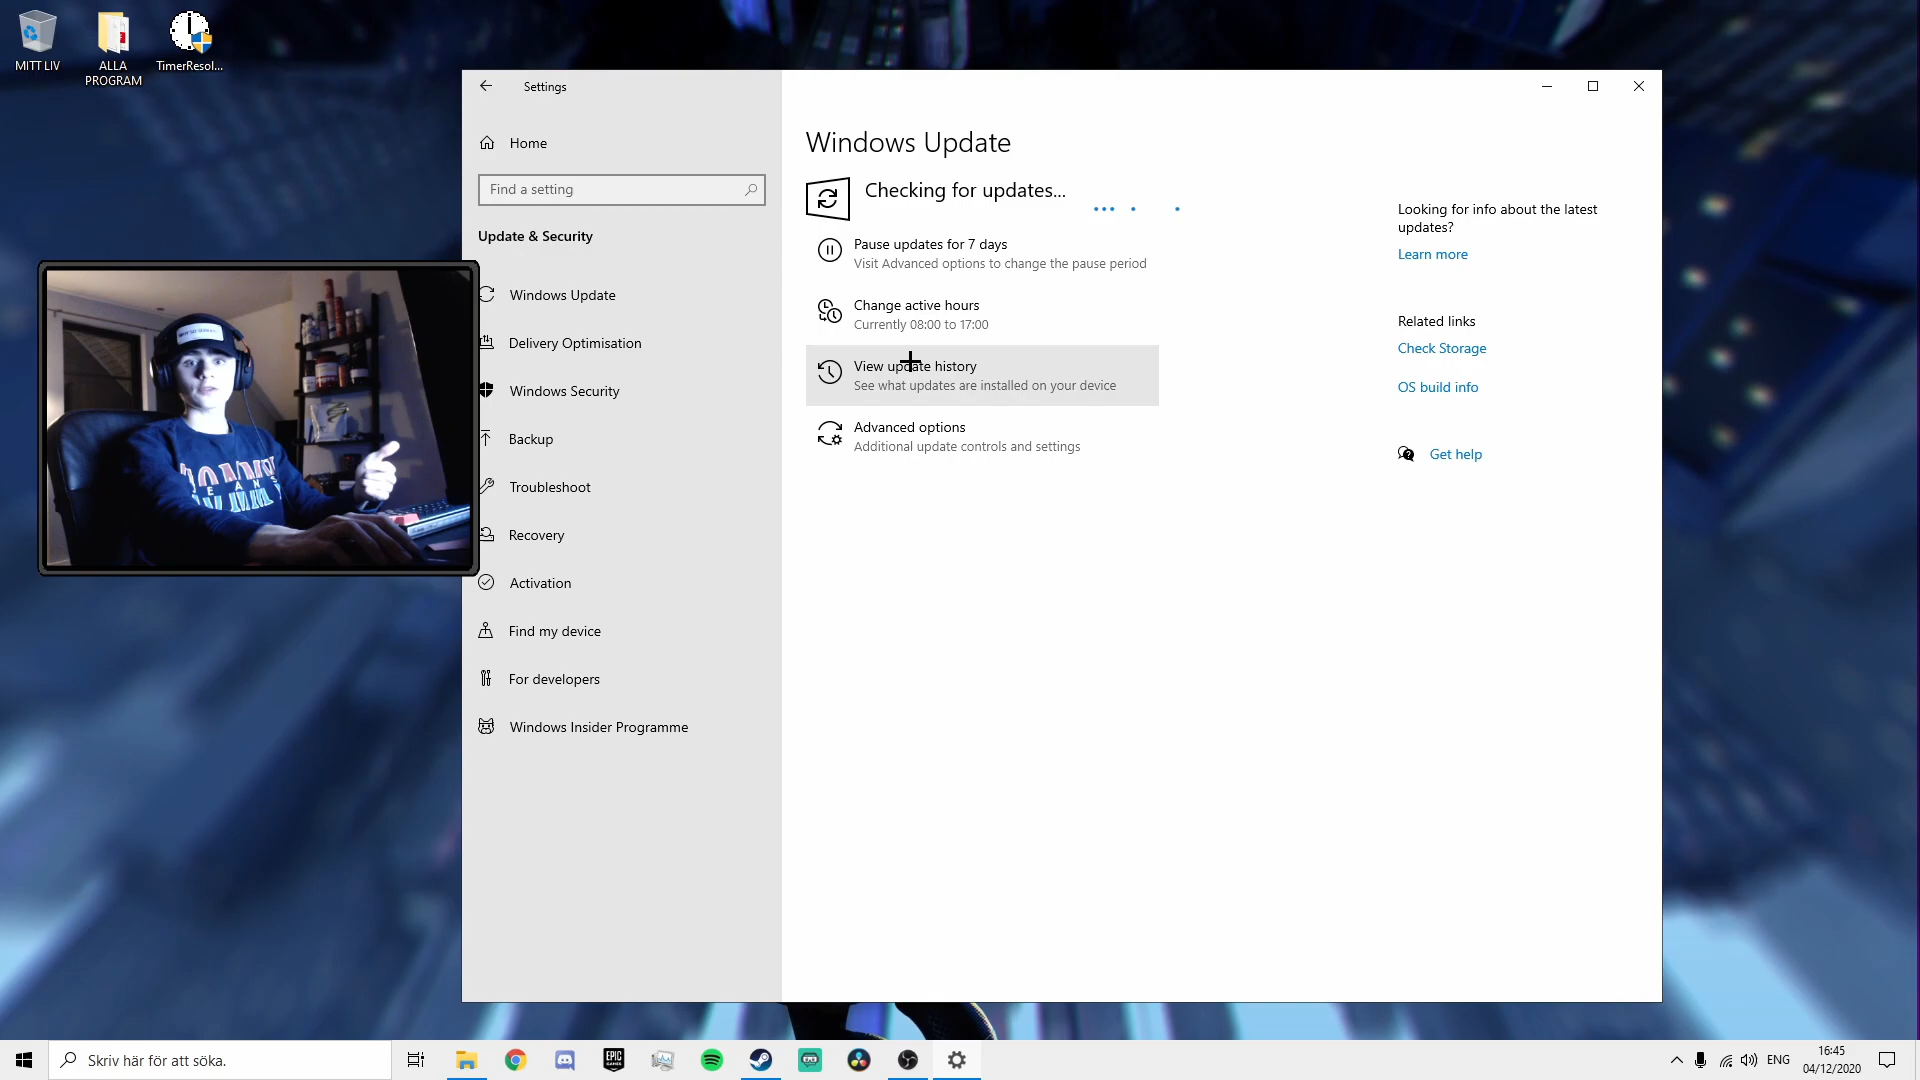 MITT LIV
ALLA
PROGRAM
TimerResol...
Settings
Home
Find a setting
Update & Security
Windows Update
Delivery Optimisation
Windows Security
Backup
Troubleshoot
Recovery
Activation
Find my device
For developers
Windows Insider Programme
Windows Update
Checking for updates...
Pause updates for 7 days
Visit Advanced options to change the pause period
Change active hours
Currently 08:00 to 17:00
View update history
See what updates are installed on your device
Advanced options
Additional update controls and settings
Looking for info about the latest
updates?
Learn more
Related links
Check Storage
OS build info
Get help
Skriv här för att söka.
EPIC
GAMES
ENG
16:45
04/12/2020